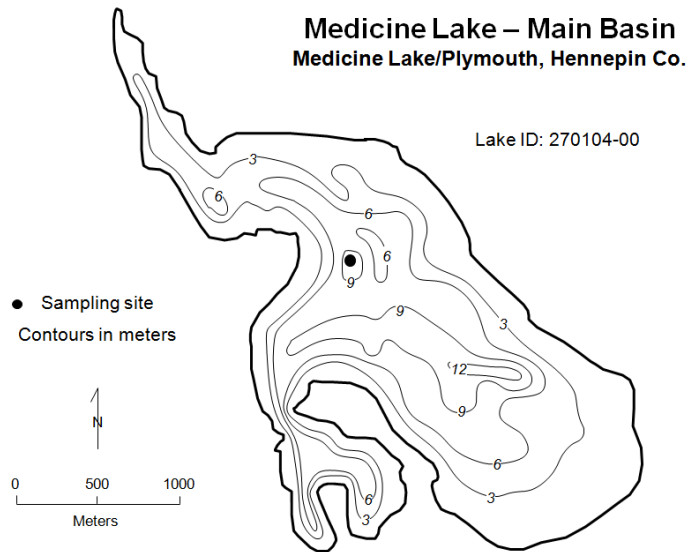 Medicine Lake – Main Basin
Medicine Lake/Plymouth, Hennepin Co.
Lake ID: 270104-00
3
6
6
6
9
9
3
12
9
6
3
6
3
Sampling site
Contours in meters
N
0 500 1000
Meters